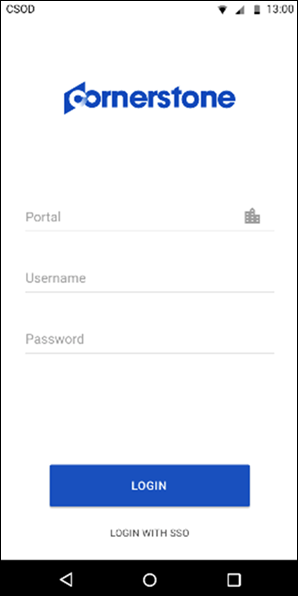 CSOD 13:00
Cornerstone
Portal
Username
Password
LOGIN
LOGIN WITH SSO